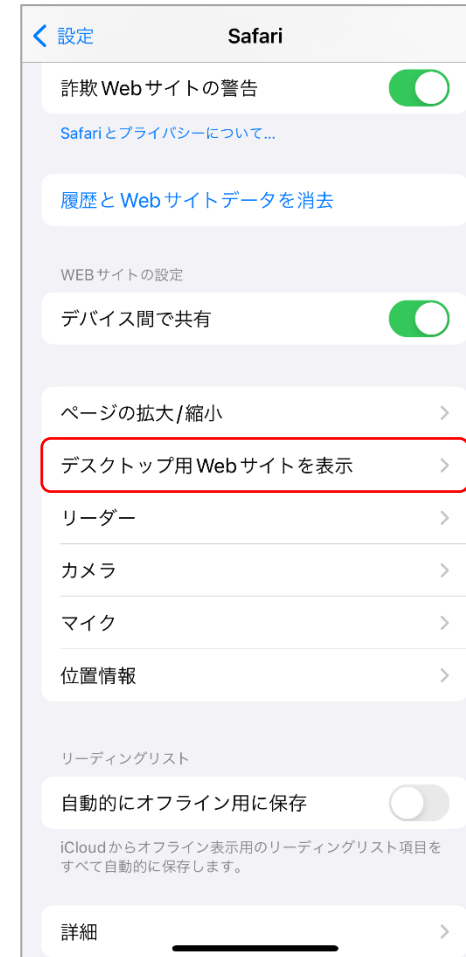 設定
Safari
詐欺Webサイトの警告
Safariとプライバシーについて...
履歴とWebサイトデータを消去
WEBサイトの設定
デバイス間で共有
ページの拡大/縮小
デスクトップ用Webサイトを表示
リーダー
カメラ
マイク
位置情報
リーディングリスト
自動的にオフライン用に保存
iCloudからオフライン表示用のリーディングリスト項目を
すべて自動的に保存します。
詳細